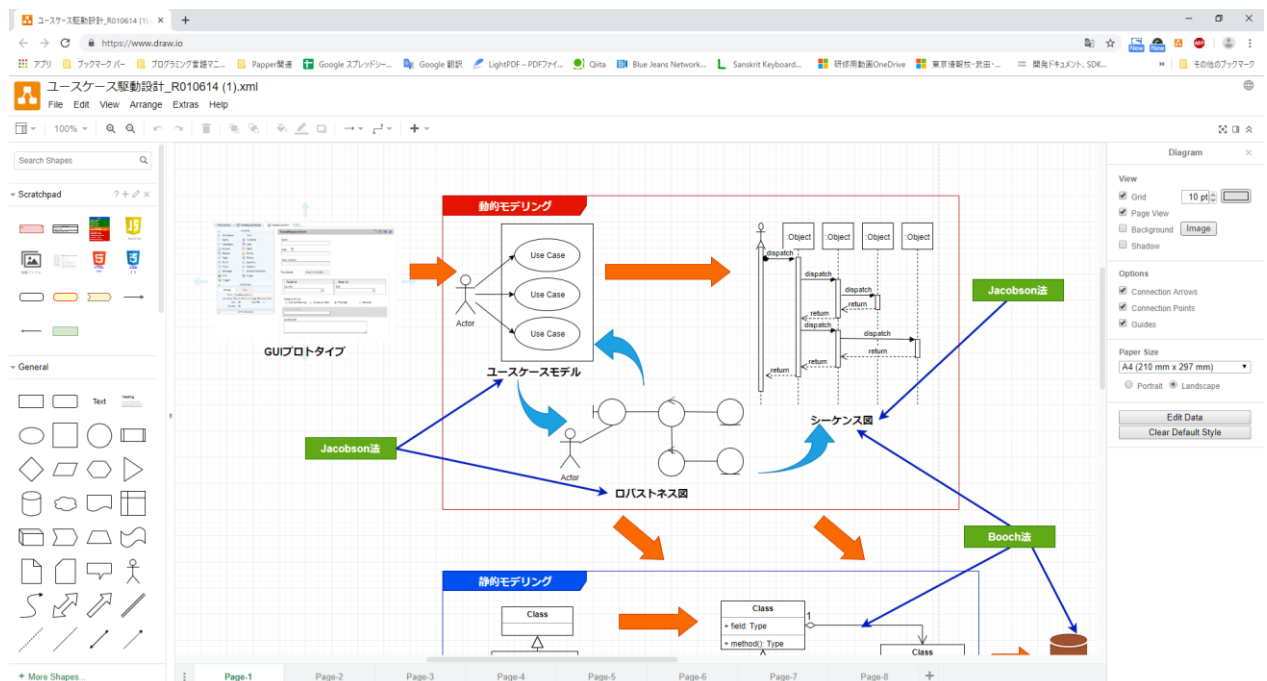 ユースケース駆動設計_R010614 (1).
https://www.draw.io
アプリ
ブックマーク バー
プログラミング言語マニ...
Papper関連
Google スプレッドシー...
Google 翻訳
LightPDF – PDFファイ...
Qiita
Blue Jeans Network...
Sanskrit Keyboard...
研修用動画OneDrive
東京情報校-武田-...
開発ドキュメント、SDK...
»
その他のブックマーク
ユースケース駆動設計_R010614 (1).xml
File Edit View Arrange Extras Help
100%
Search Shapes
Scratchpad
General
Text
Heading
+ More Shapes...
動的モデリング
GUIプロトタイプ
Actor
Use Case
Use Case
Use Case
ユースケースモデル
:Object :Object :Object :Object
dispatch
dispatch
dispatch
return
return
dispatch
dispatch
return
return
return
シーケンス図
Jacobson法
Jacobson法
Actor
ロバストネス図
Booch法
静的モデリング
Class
Class
+ field: Type
+ method(): Type
1
Class
Page-1 Page-2 Page-3 Page-4 Page-5 Page-6 Page-7 Page-8
Diagram
View
Grid
10 pt
Page View
Background
Image
Shadow
Options
Connection Arrows
Connection Points
Guides
Paper Size
A4 (210 mm x 297 mm)
Portrait Landscape
Edit Data
Clear Default Style